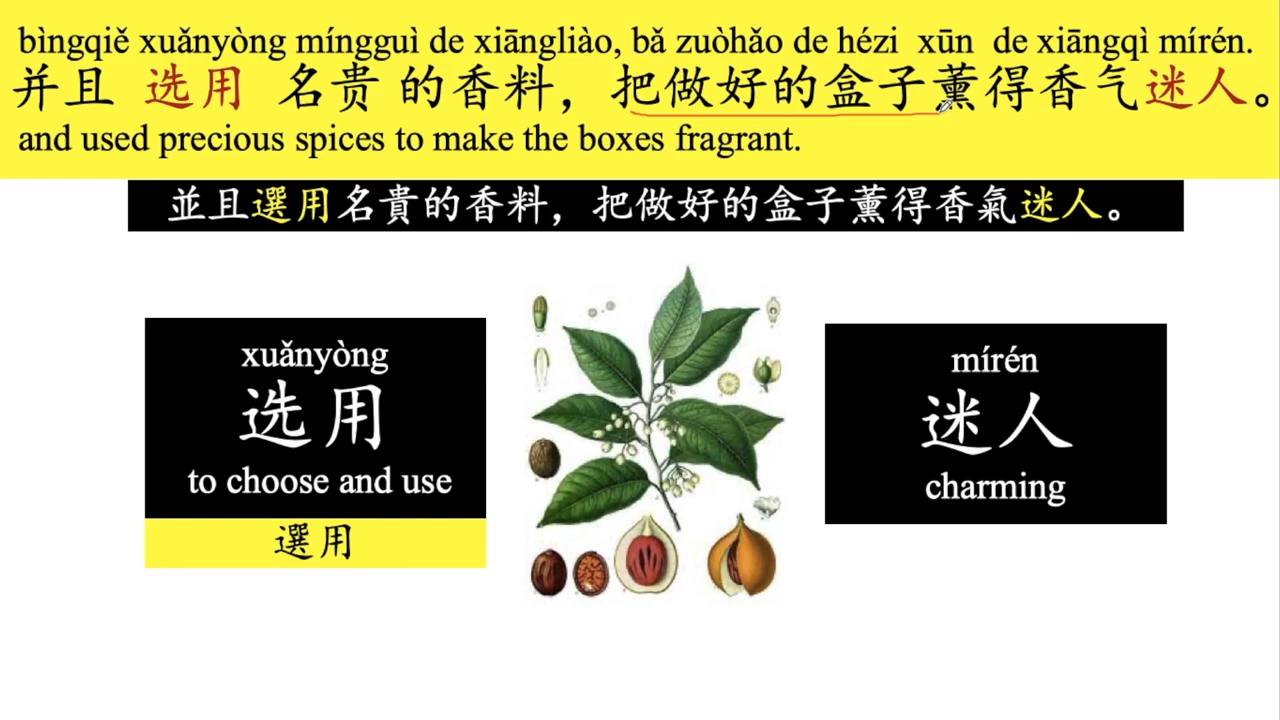 bìngqiě xuǎnyòng míngguì de xiāngliào, bǎ zuòhǎo de hézi xūn de xiāngqì mírén.
并且 选用 名贵 的香料，把做好的盒子薰得香气迷人。
and used precious spices to make the boxes fragrant.
並且選用名貴的香料，把做好的盒子薰得香氣迷人。
xuǎnyòng
选用
to choose and use
選用
mírén
迷人
charming